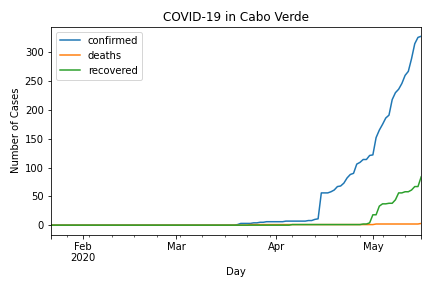 COVID-19 in Cabo Verde
confirmed
deaths
recovered
Number of Cases
300
250
200
150
100
50
0
Feb
2020
Mar
Apr
May
Day